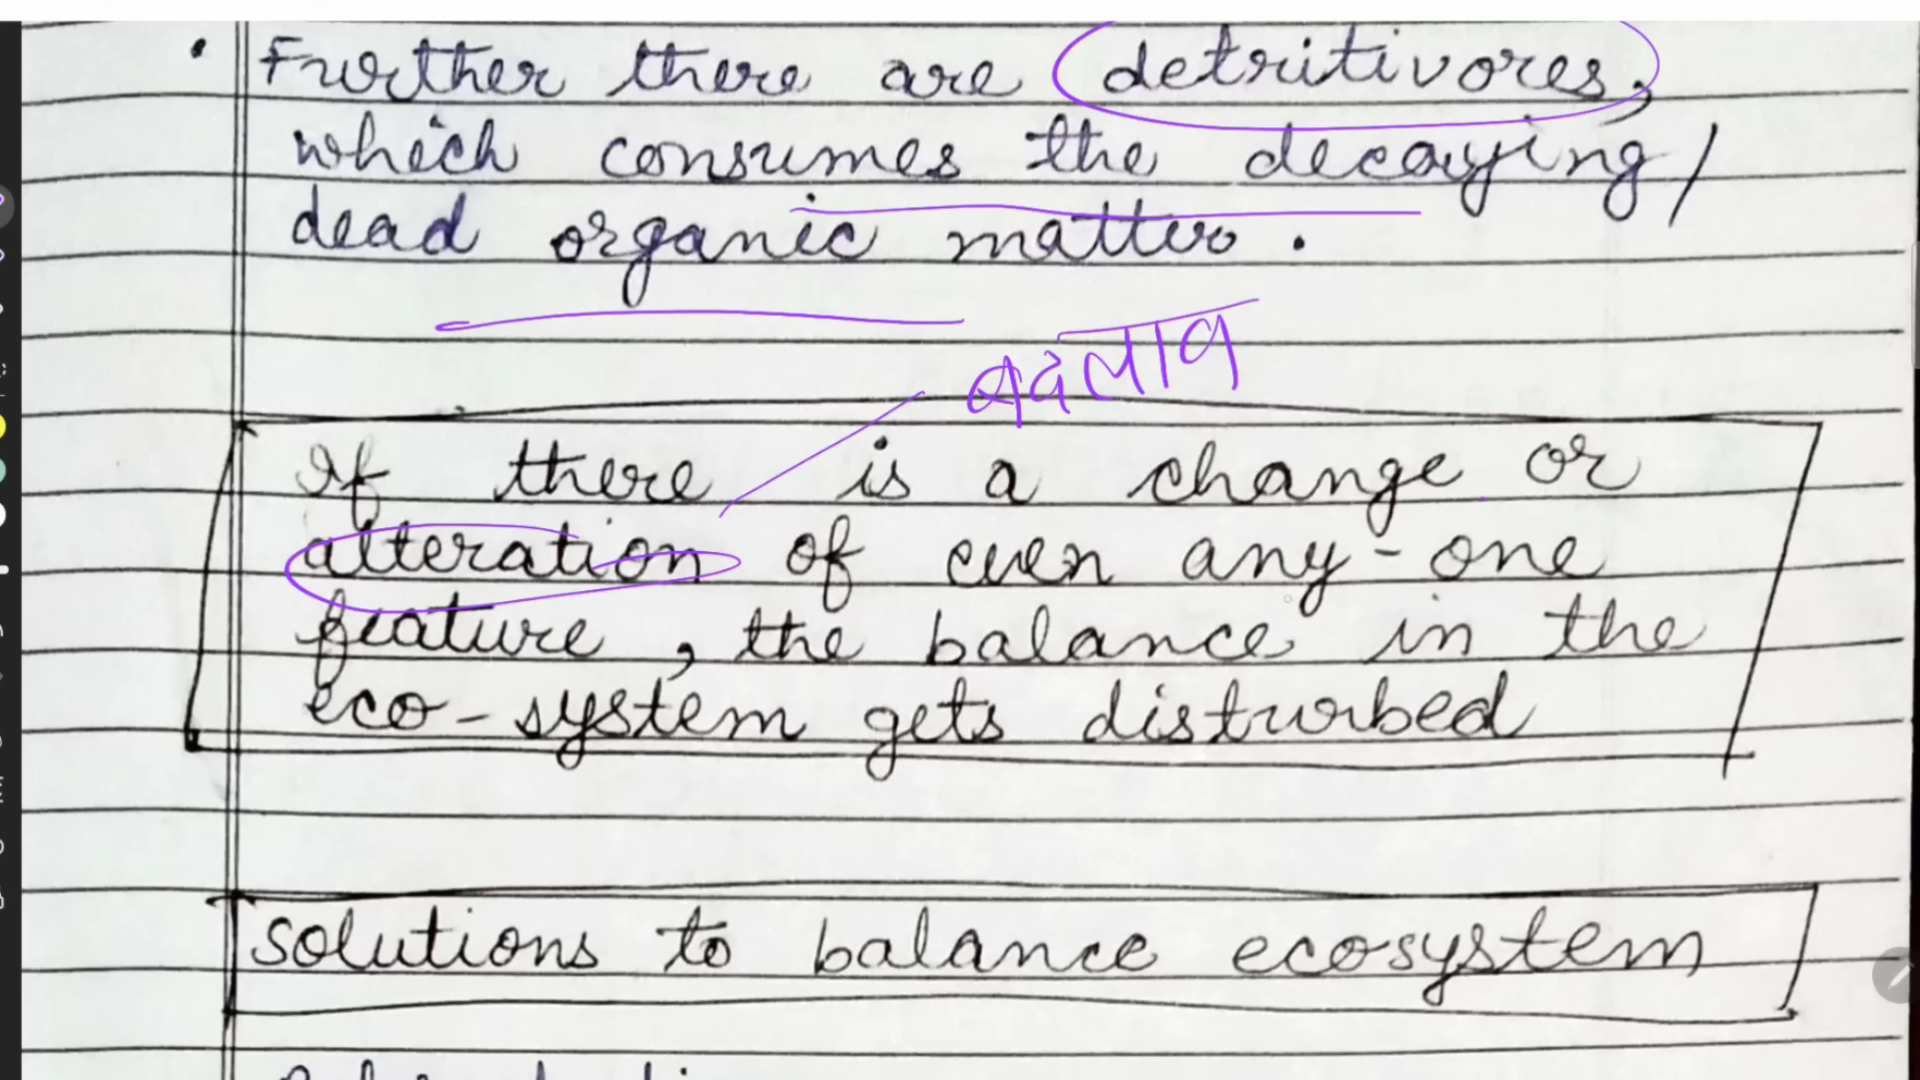 • Further there are detritivores,
which consumes the decaying /
dead organic matter.
बदलाव
If there is a change or
alteration of even any-one
feature, the balance in the
eco-system gets disturbed
solutions to balance ecosystem